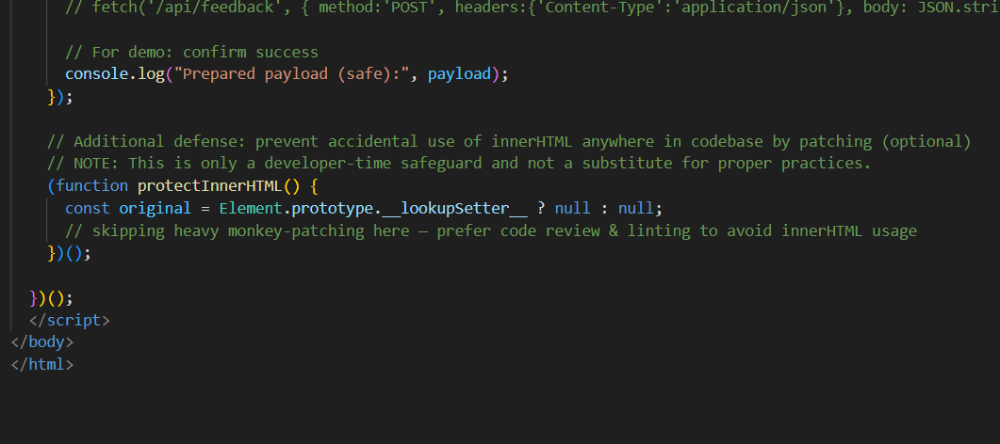 // fetch('/api/feedback', { method:'POST', headers:{'Content-Type':'application/json'}, body: JSON.stri
// For demo: confirm success
console.log("Prepared payload (safe):", payload);
});
// Additional defense: prevent accidental use of innerHTML anywhere in codebase by patching (optional)
// NOTE: This is only a developer-time safeguard and not a substitute for proper practices.
(function protectInnerHTML() {
const original = Element.prototype.__lookupSetter__ ? null : null;
// skipping heavy monkey-patching here — prefer code review & linting to avoid innerHTML usage
})();
})();
</script>
</body>
</html>